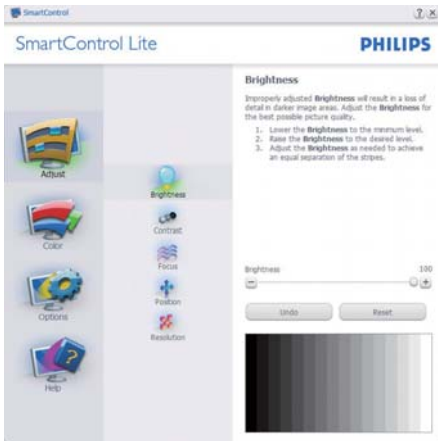 SmartControl
SmartControl Lite
PHILIPS
Adjust
Color
Options
Help
Brightness
Contrast
Focus
Position
Resolution
Brightness
Improperly adjusted Brightness will result in a loss of
detail in darker image areas. Adjust the Brightness for
the best possible picture quality.
1. Lower the Brightness to the minimum level.
2. Raise the Brightness to the desired level.
3. Adjust the Brightness as needed to achieve
an equal separation of the stripes.
Brightness 100
Undo Reset